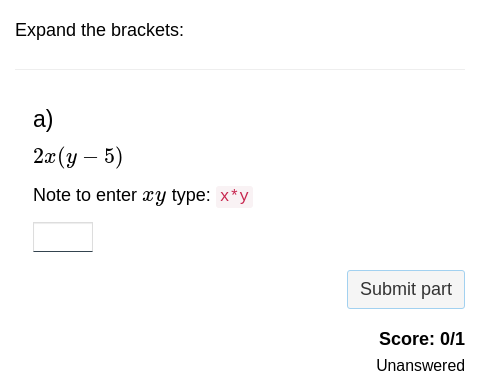 Expand the brackets:
a)
2x(y − 5)
Note to enter xy type: x*y
Submit part
Score: 0/1
Unanswered